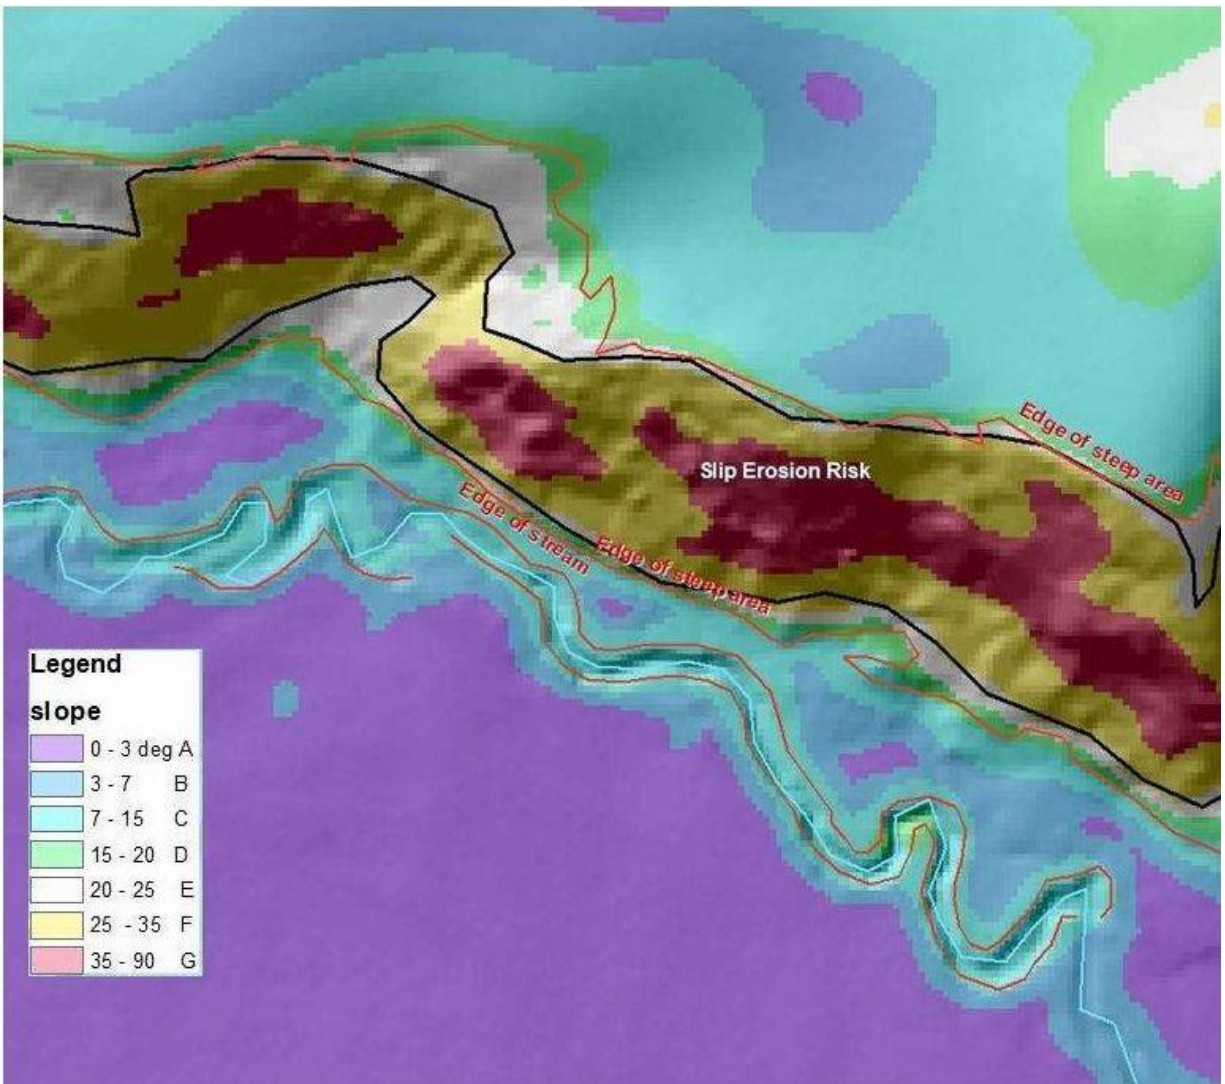 Edge of steep area
Slip Erosion Risk
Edge of stream
Edge of steep area
Legend
slope
0 - 3 deg A
3 - 7 B
7 - 15 C
15 - 20 D
20 - 25 E
25 - 35 F
35 - 90 G